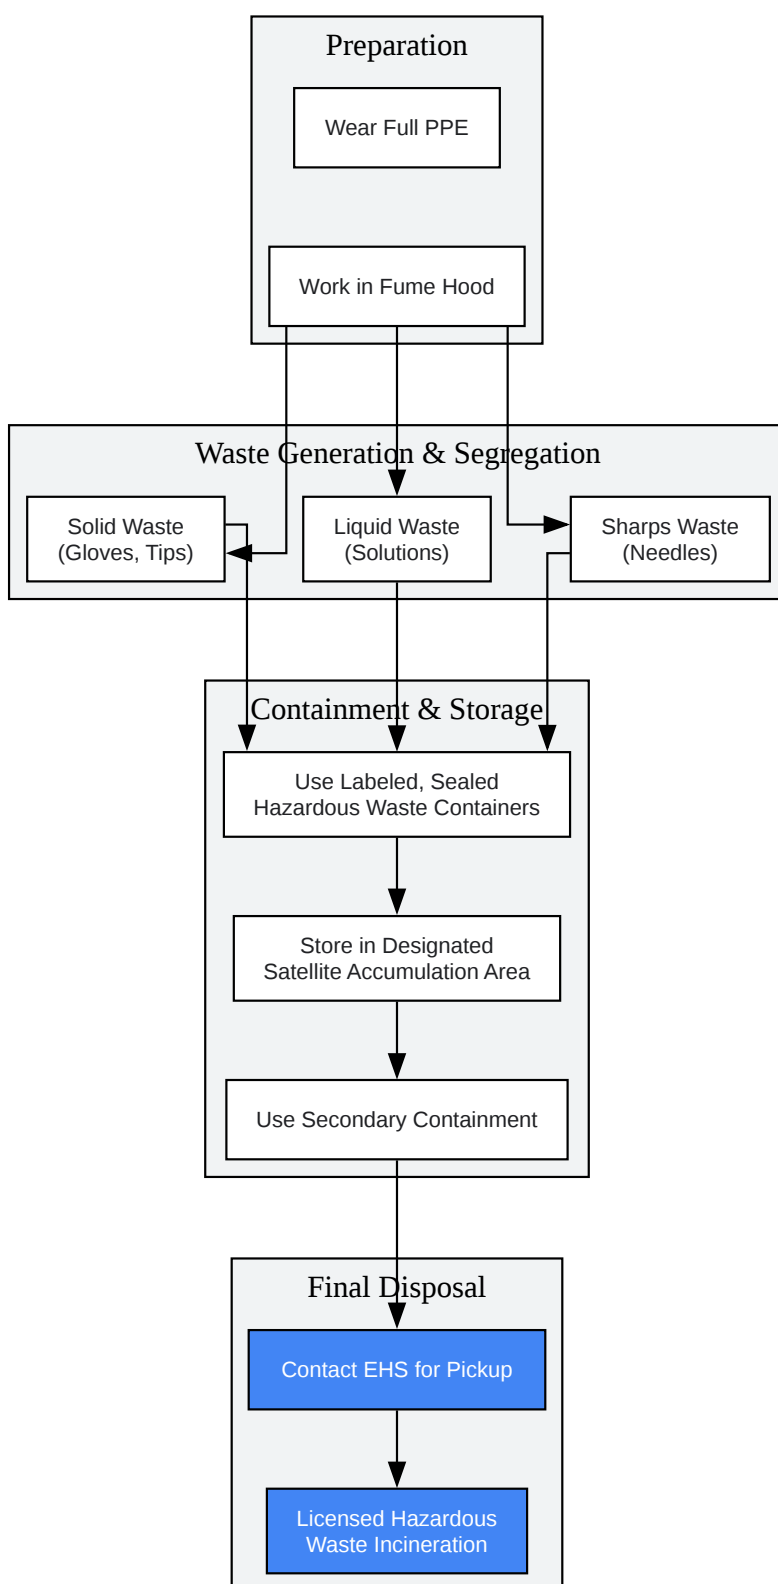 Preparation
Wear Full PPE
Work in Fume Hood
Waste Generation & Segregation
Solid Waste
(Gloves, Tips)
Liquid Waste
(Solutions)
Sharps Waste
(Needles)
Containment & Storage
Use Labeled, Sealed
Hazardous Waste Containers
Store in Designated
Satellite Accumulation Area
Use Secondary Containment
Final Disposal
Contact EHS for Pickup
Licensed Hazardous
Waste Incineration